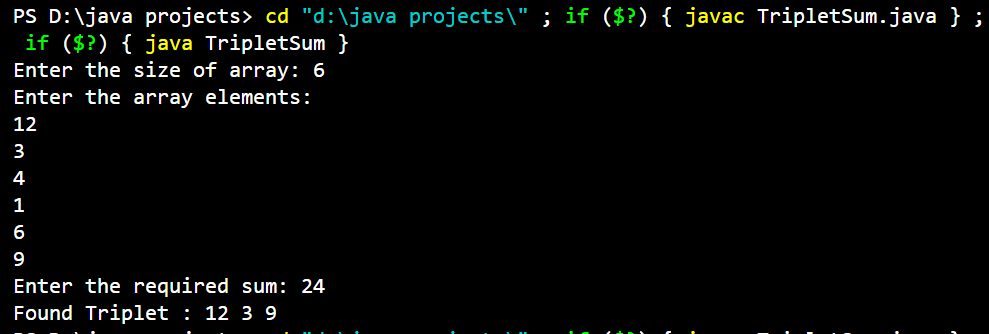 PS D:\java projects> cd "d:\java projects\" ; if ($?) { javac TripletSum.java } ;
if ($?) { java TripletSum }
Enter the size of array: 6
Enter the array elements:
12
3
4
1
6
9
Enter the required sum: 24
Found Triplet : 12 3 9